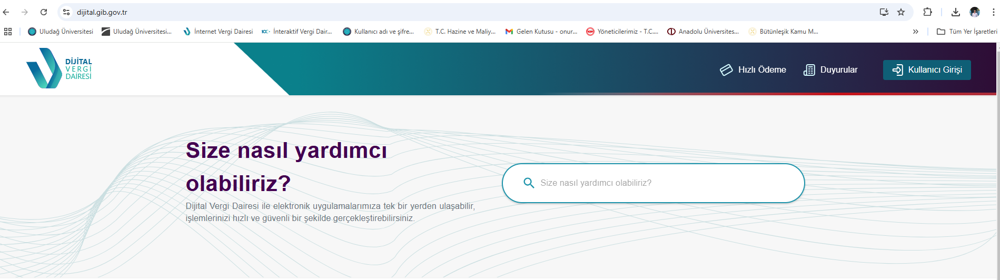 dijital.gib.gov.tr
Uludağ Üniversitesi
Uludağ Üniversitesi...
İnternet Vergi Dairesi
İnteraktif Vergi Dair...
Kullanıcı adı ve şifre...
T.C. Hazine ve Maliy...
Gelen Kutusu - onur...
Yöneticilerimiz - T.C....
Anadolu Üniversites...
Bütünleşik Kamu M...
Tüm Yer İşaretleri
DİJİTAL
VERGİ
DAİRESİ
Hızlı Ödeme
Duyurular
Kullanıcı Girişi
Size nasıl yardımcı
olabiliriz?
Dijital Vergi Dairesi ile elektronik uygulamalarımıza tek bir yerden ulaşabilir,
işlemlerinizi hızlı ve güvenli bir şekilde gerçekleştirebilirsiniz.
Size nasıl yardımcı olabiliriz?